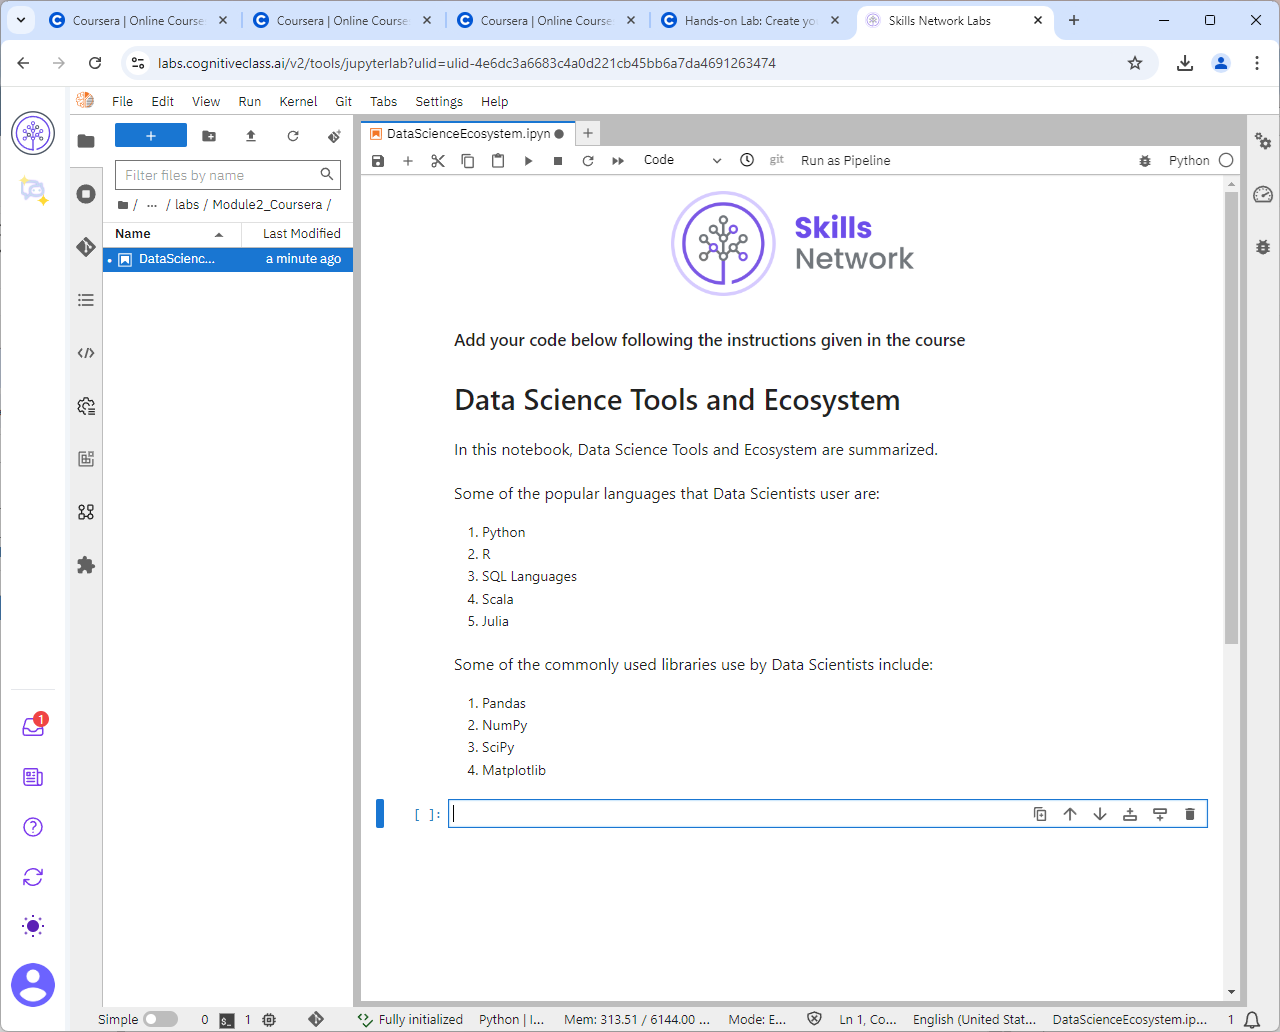 Coursera | Online Course
Coursera | Online Course
Coursera | Online Course
Hands-on Lab: Create yo
Skills Network Labs
labs.cognitiveclass.ai/v2/tools/jupyterlab?ulid=ulid-4e6dc3a6683c4a0d221cb45bb6a7da4691263474
File Edit View Run Kernel Git Tabs Settings Help
DataScienceEcosystem.ipyn
Code
git
Run as Pipeline
Python
Filter files by name
/ ... / labs / Module2_Coursera /
Name Last Modified
DataScienc... a minute ago
Skills
Network
Add your code below following the instructions given in the course
Data Science Tools and Ecosystem
In this notebook, Data Science Tools and Ecosystem are summarized.
Some of the popular languages that Data Scientists user are:
1. Python
2. R
3. SQL Languages
4. Scala
5. Julia
Some of the commonly used libraries use by Data Scientists include:
1. Pandas
2. NumPy
3. SciPy
4. Matplotlib
[ ]:
1
Simple 0 1 Fully initialized Python | I... Mem: 313.51 / 6144.00 ... Mode: E... Ln 1, Co... English (United Stat... DataScienceEcosystem.ip... 1